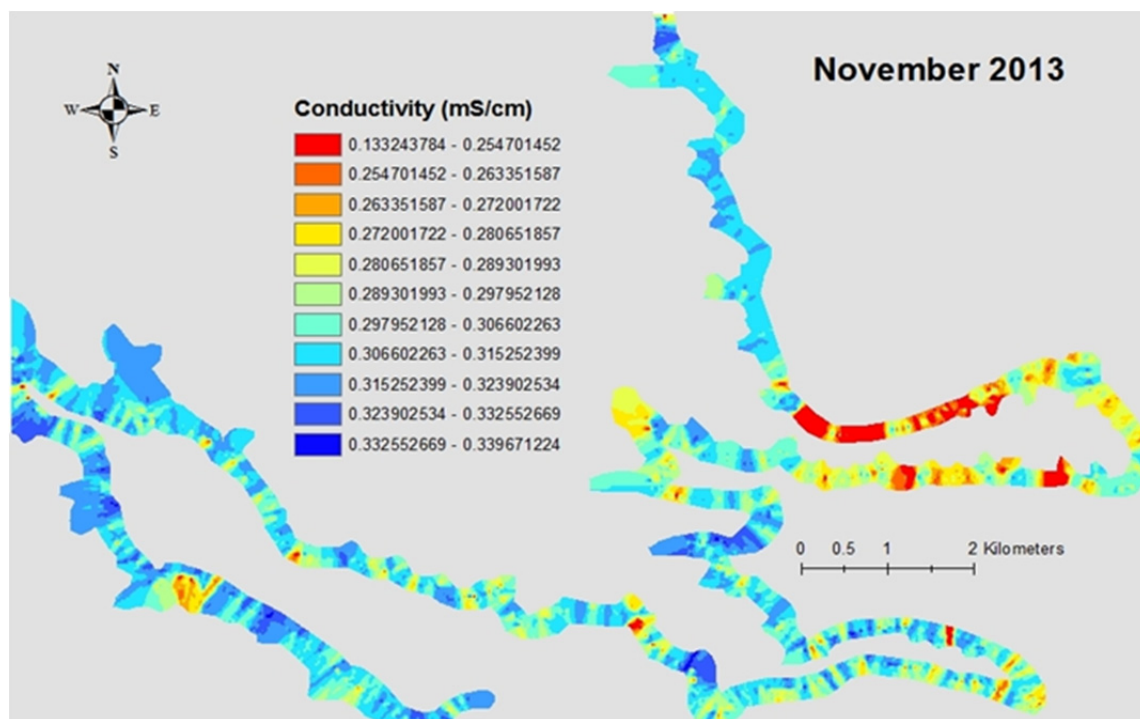 November 2013
N
W E
S
Conductivity (mS/cm)
0.133243784 - 0.254701452
0.254701452 - 0.263351587
0.263351587 - 0.272001722
0.272001722 - 0.280651857
0.280651857 - 0.289301993
0.289301993 - 0.297952128
0.297952128 - 0.306602263
0.306602263 - 0.315252399
0.315252399 - 0.323902534
0.323902534 - 0.332552669
0.332552669 - 0.339671224
0 0.5 1 2 Kilometers